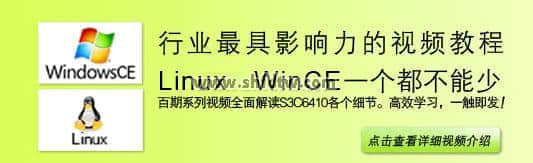 行业最具影响力的视频教程
WindowsCE
Linux WinCE一个都不能少
百期系列视频全面解读S3C6410各个细节。高效学习,一触即发!
Linux
点击查看详细视频介绍